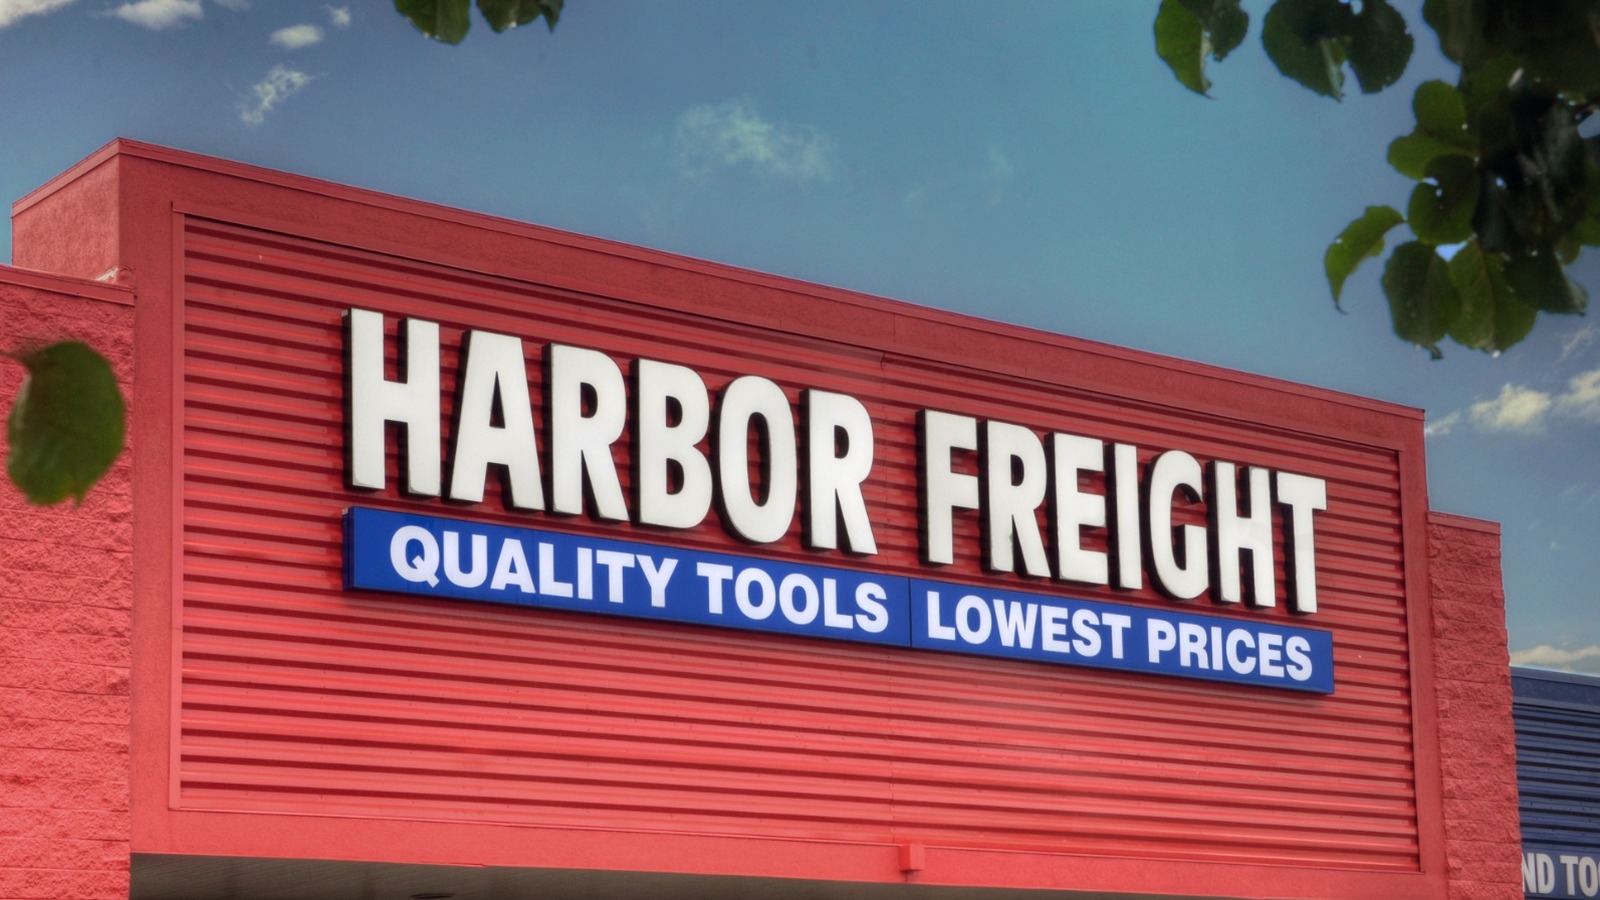 HARBOR FREIGHT
QUALITY TOOLS LOWEST PRICES